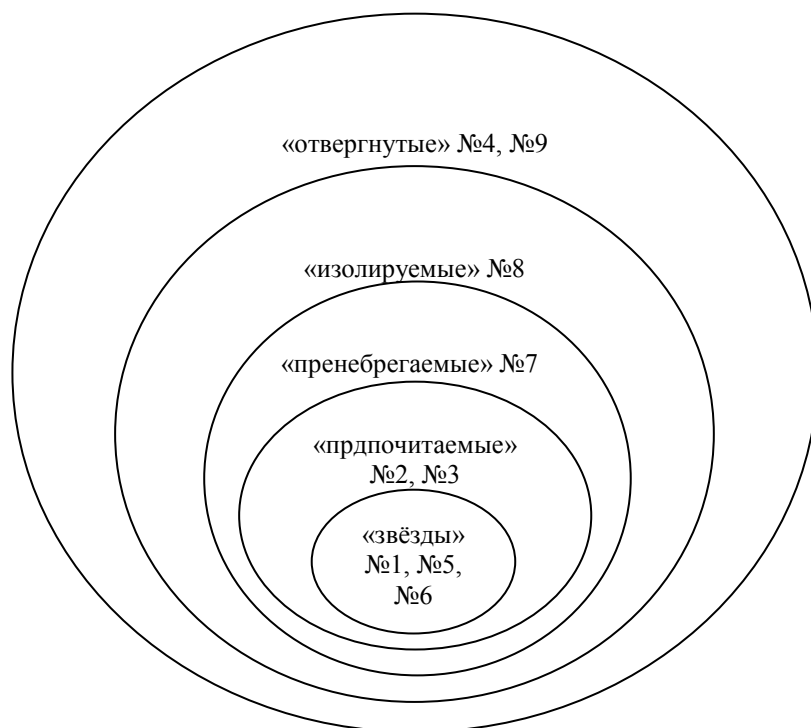 «отвергнутые» №4, №9
«изолируемые» №8
«пренебрегаемые» №7
«прдпочитаемые»
№2, №3
«звёзды»
№1, №5,
№6